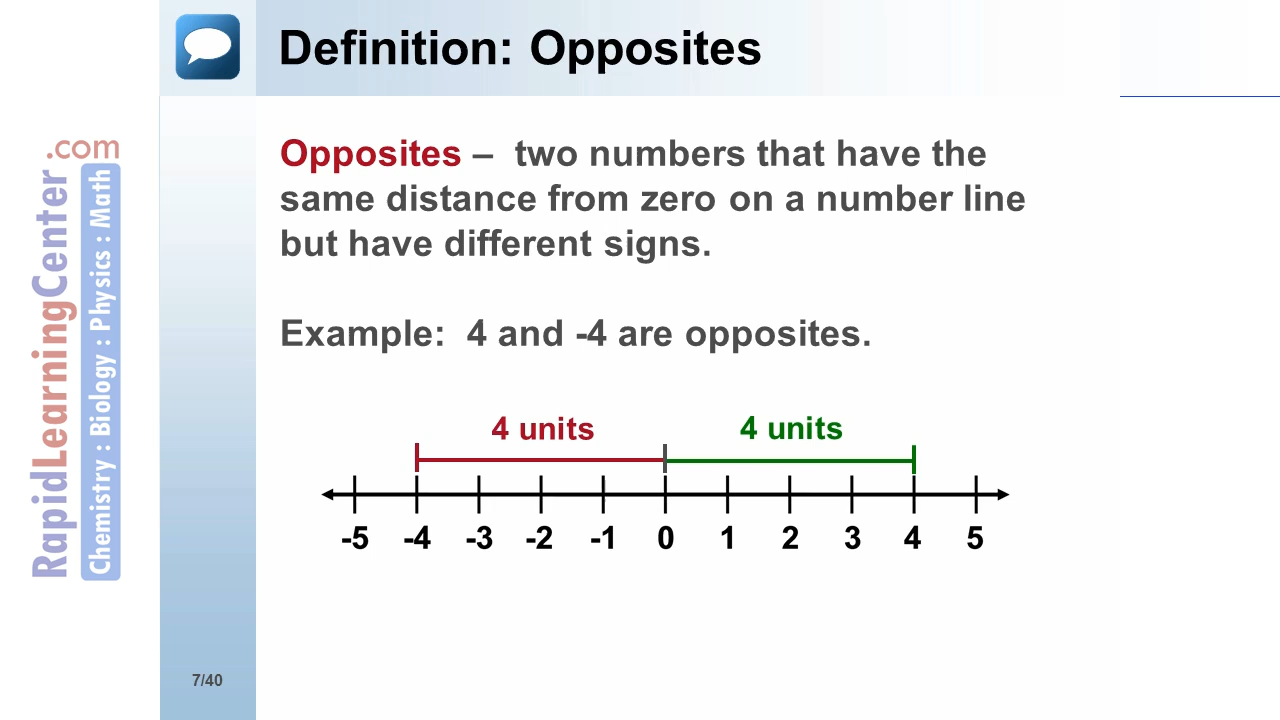 Definition: Opposites
.com
RapidLearningCenter
Chemistry : Biology : Physics : Math
Opposites – two numbers that have the
same distance from zero on a number line
but have different signs.
Example: 4 and -4 are opposites.
4 units 4 units
-5 -4 -3 -2 -1 0 1 2 3 4 5
7/40